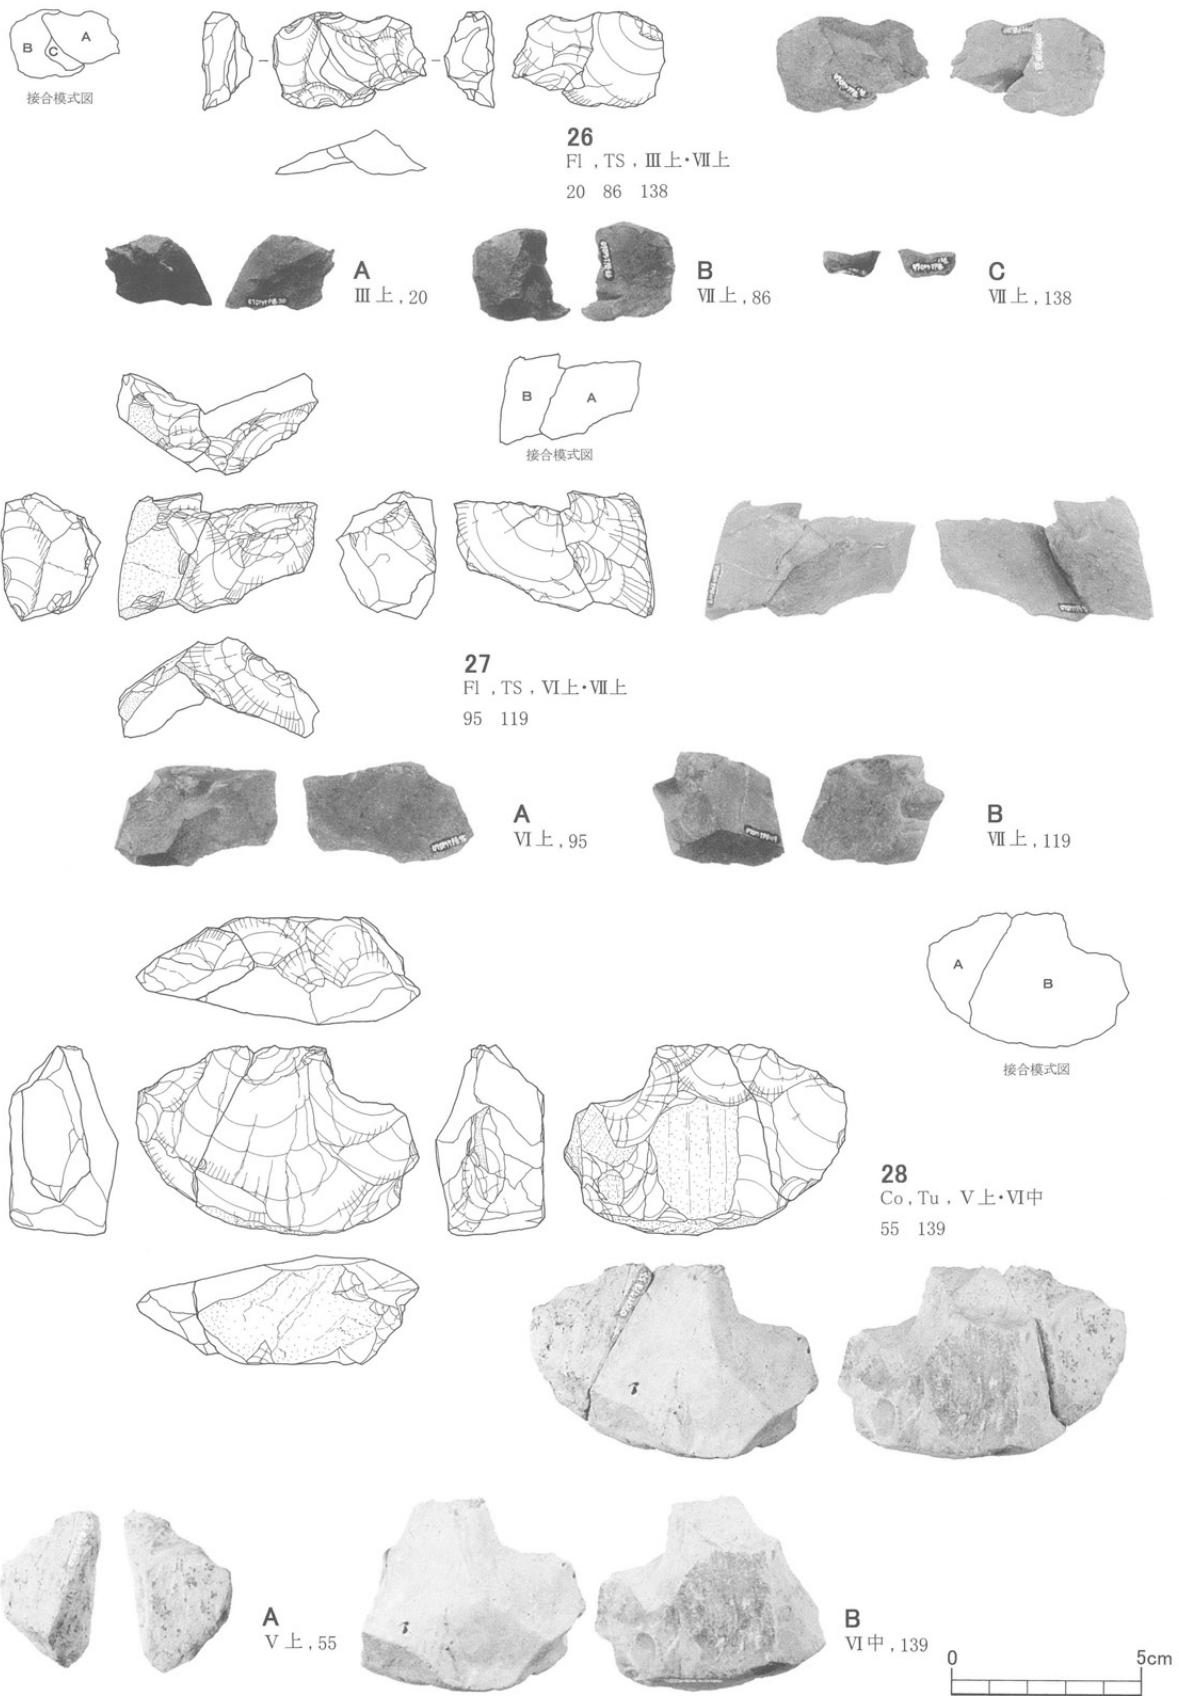 B
C
A
接合模式図
26
Fl , TS , Ⅲ上・Ⅶ上
20 86 138
A
Ⅲ上 , 20
B
Ⅶ上 , 86
C
Ⅶ上 , 138
B
A
接合模式図
27
Fl , TS , Ⅵ上・Ⅶ上
95 119
A
Ⅵ上 , 95
B
Ⅶ上 , 119
A
B
接合模式図
28
Co , Tu , Ⅴ上・Ⅵ中
55 139
A
Ⅴ上 , 55
B
Ⅵ中 , 139
0
5cm